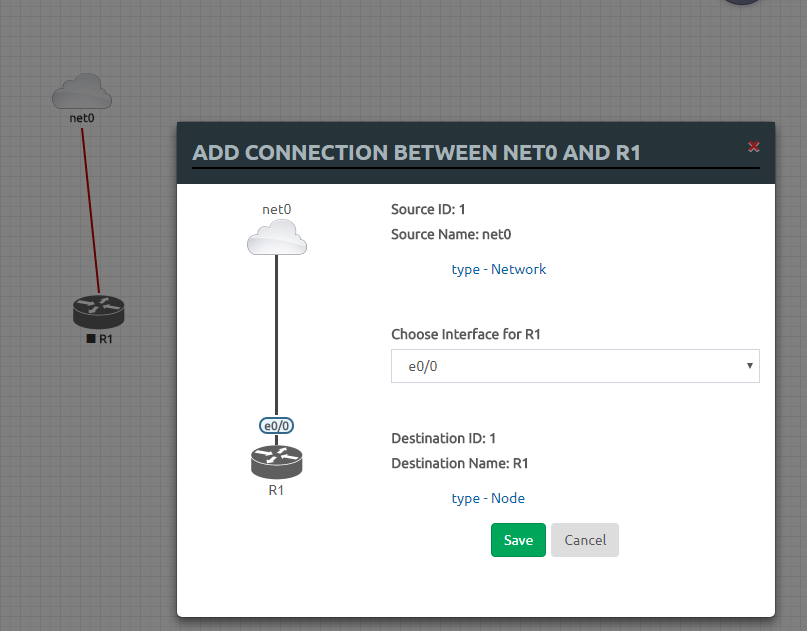 net0
R1
ADD CONNECTION BETWEEN NET0 AND R1
net0
Source ID: 1
Source Name: net0
type - Network
Choose Interface for R1
e0/0
e0/0
R1
Destination ID: 1
Destination Name: R1
type - Node
Save
Cancel